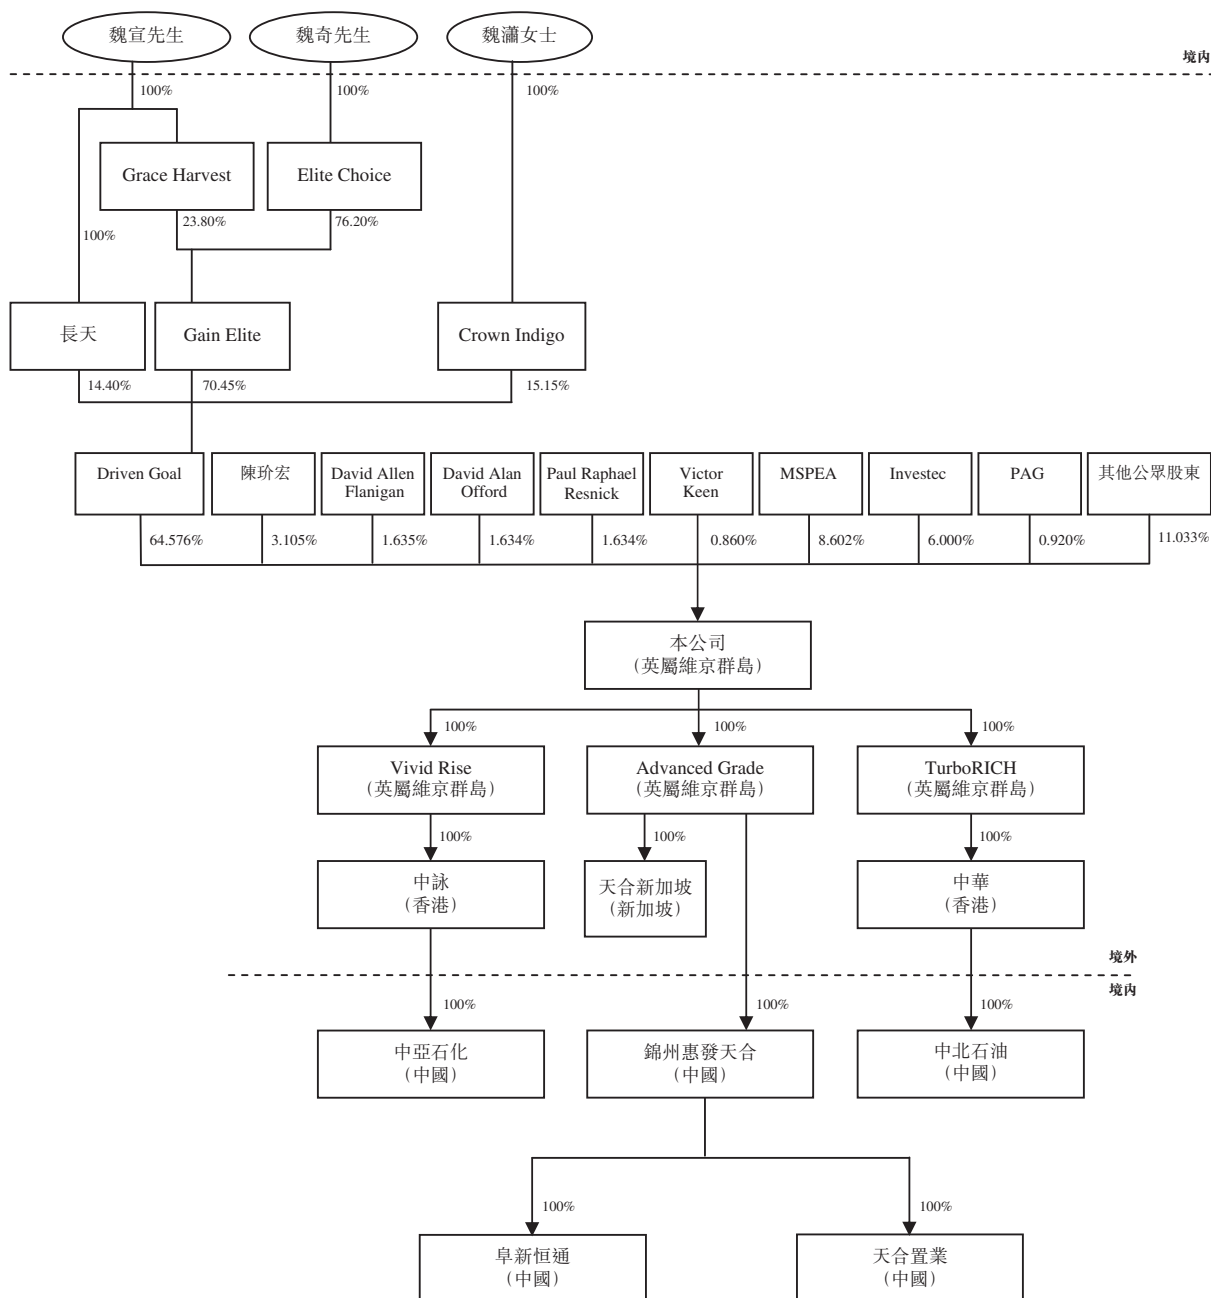 魏宣先生
魏奇先生
魏瀟女士
境内
100%
100%
100%
Grace Harvest
Elite Choice
23.80%
76.20%
100%
長天
Gain Elite
Crown Indigo
14.40%
70.45%
15.15%
Driven Goal
陳玠宏
David Allen
Flanigan
David Alan
Offord
Paul Raphael
Resnick
Victor
Keen
MSPEA
Investec
PAG
其他公眾股東
64.576%
3.105%
1.635%
1.634%
1.634%
0.860%
8.602%
6.000%
0.920%
11.033%
本公司
(英屬維京群島)
100%
100%
100%
Vivid Rise
(英屬維京群島)
Advanced Grade
(英屬維京群島)
TurboRICH
(英屬維京群島)
100%
100%
100%
中詠
(香港)
天合新加坡
(新加坡)
中華
(香港)
境外
境内
100%
100%
100%
中亞石化
(中國)
錦州惠發天合
(中國)
中北石油
(中國)
100%
100%
阜新恒通
(中國)
天合置業
(中國)